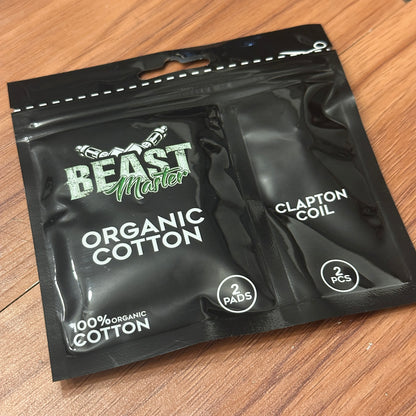 BEAST
Master
ORGANIC
COTTON
100% ORGANIC
COTTON
2
PADS
CLAPTON
COIL
2
PCS